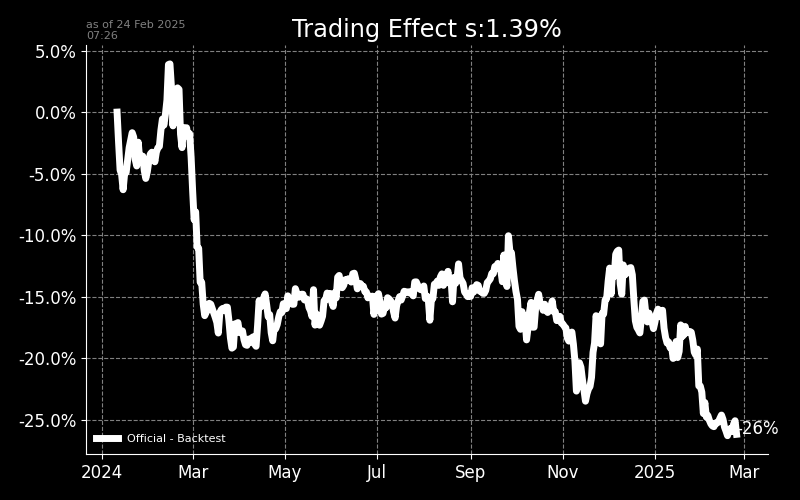 as of 24 Feb 2025
07:26
Trading Effect s:1.39%
5.0%
0.0%
-5.0%
-10.0%
-15.0%
-20.0%
-25.0%
-26%
Official - Backtest
2024 Mar May Jul Sep Nov 2025 Mar